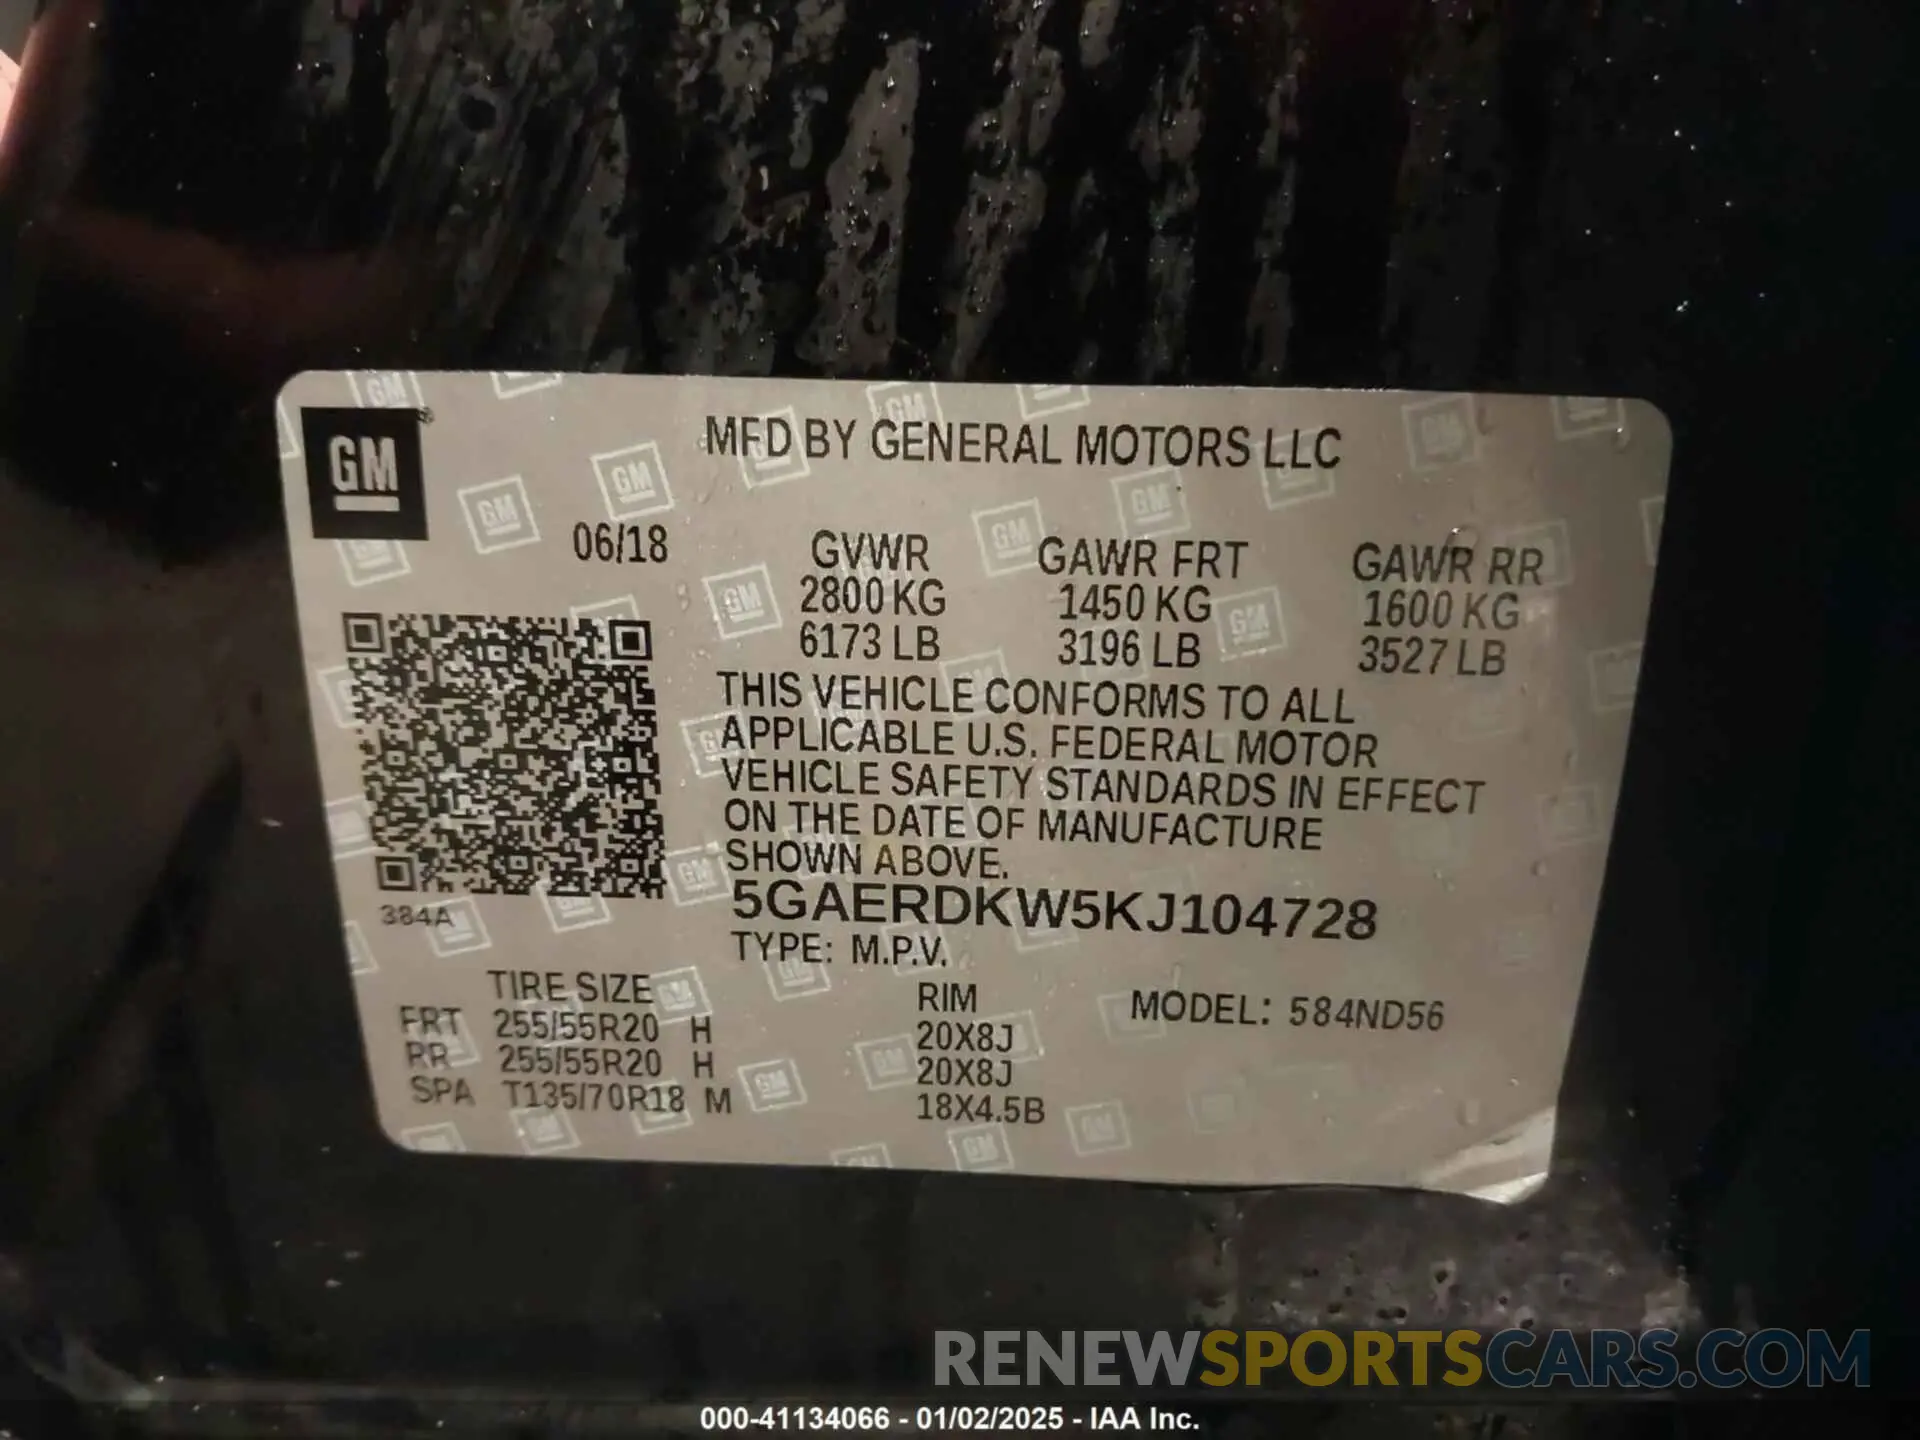 GM
MFD BY GENERAL MOTORS LLC
06/18
GVWR GAWR FRT GAWR RR
2800 KG 1450 KG 1600 KG
6173 LB 3196 LB 3527 LB
THIS VEHICLE CONFORMS TO ALL
APPLICABLE U.S. FEDERAL MOTOR
VEHICLE SAFETY STANDARDS IN EFFECT
ON THE DATE OF MANUFACTURE
SHOWN ABOVE.
384A
5GAERDKW5KJ104728
TYPE: M.P.V.
TIRE SIZE RIM MODEL: 584ND56
FRT 255/55R20 H 20X8J
RR 255/55R20 H 20X8J
SPA T135/70R18 M 18X4.5B
RENEWSPORTSCARS.COM
000-41134066 - 01/02/2025 - IAA Inc.